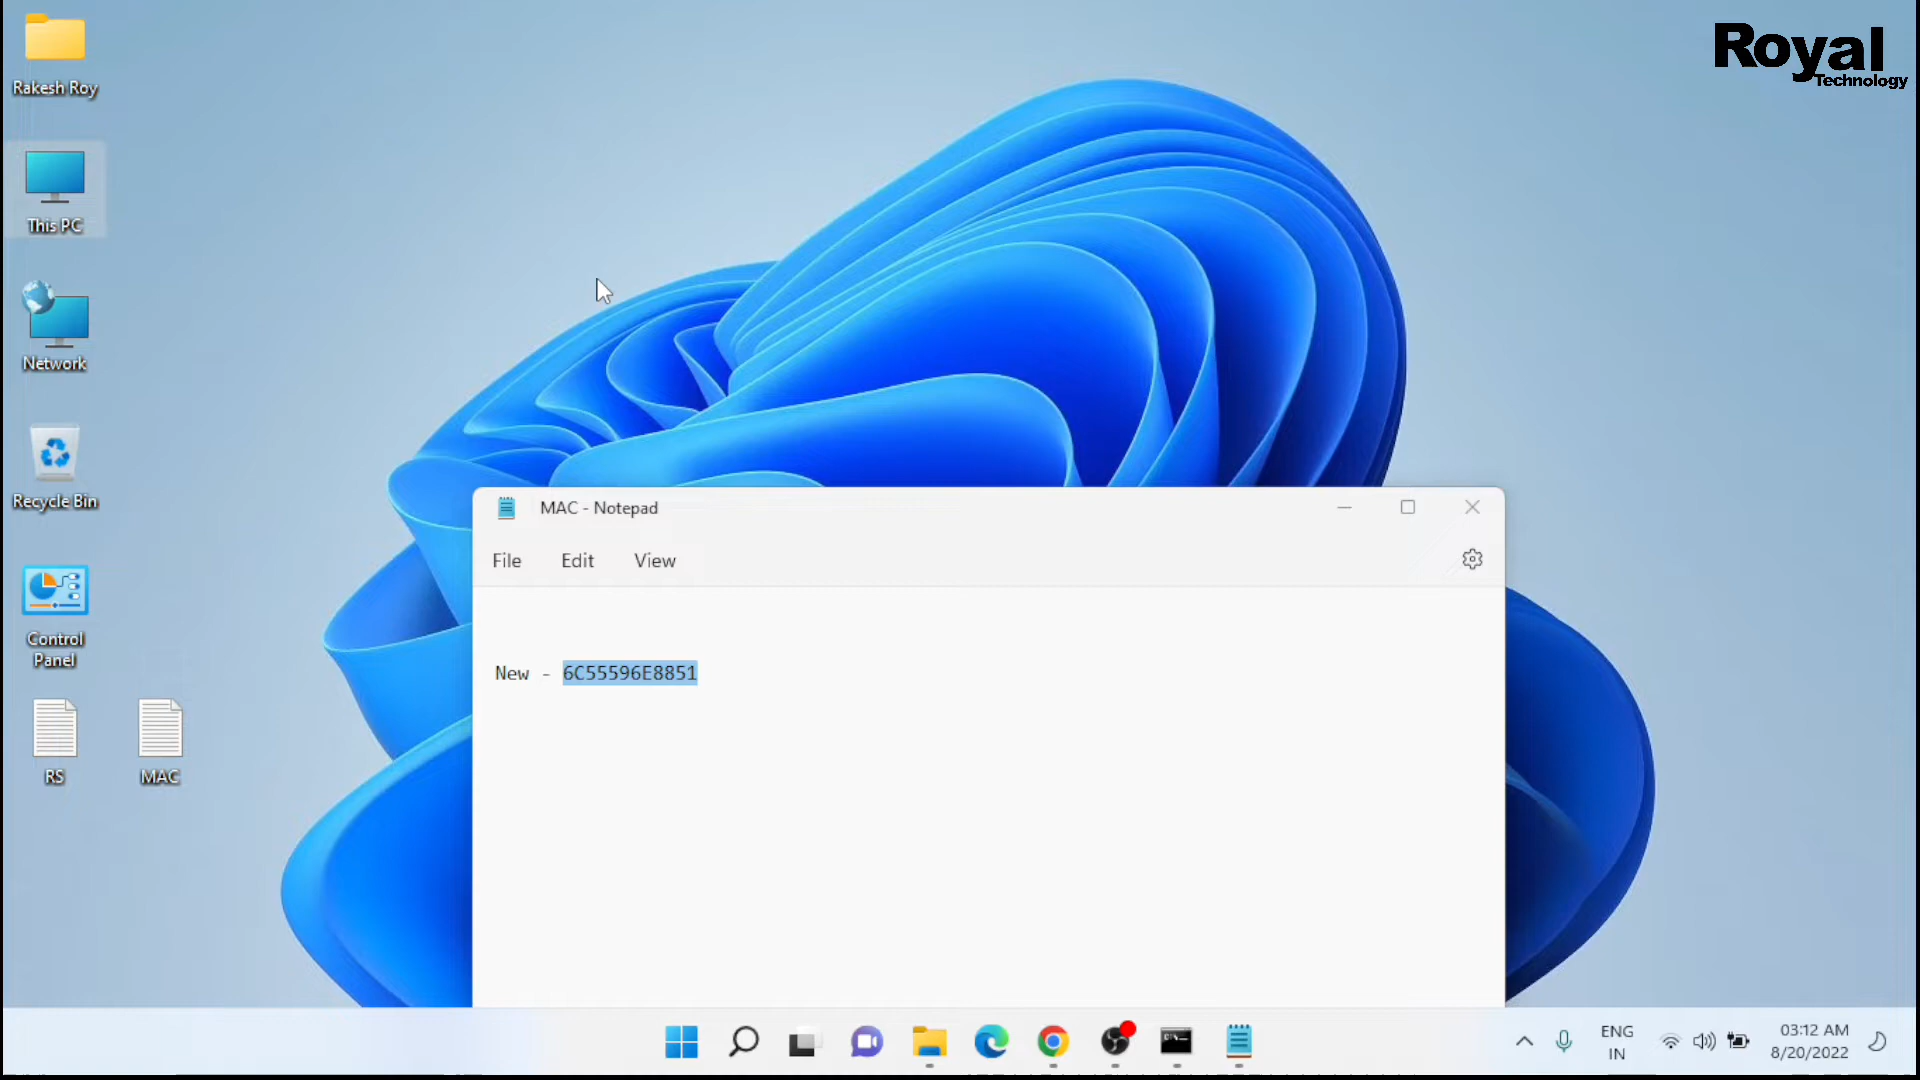 Royal
Technology
Rakesh Roy
This PC
Network
Recycle Bin
Control
Panel
RS
MAC
MAC - Notepad
File Edit View
New - 6C55596E8851
ENG
IN
03:12 AM
8/20/2022